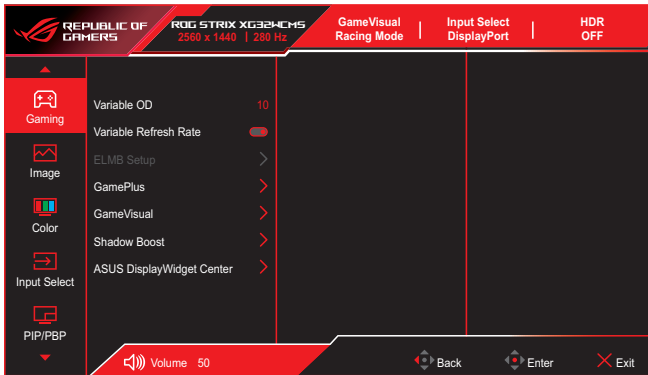 REPUBLIC OF
GAMERS
ROG STRIX XG32WCMS
2560 x 1440 | 280 Hz
GameVisual
Racing Mode
Input Select
DisplayPort
HDR
OFF
Gaming
Image
Color
Input Select
PIP/PBP
Variable OD 10
Variable Refresh Rate
ELMB Setup
GamePlus
GameVisual
Shadow Boost
ASUS DisplayWidget Center
Volume 50
Back
Enter
Exit